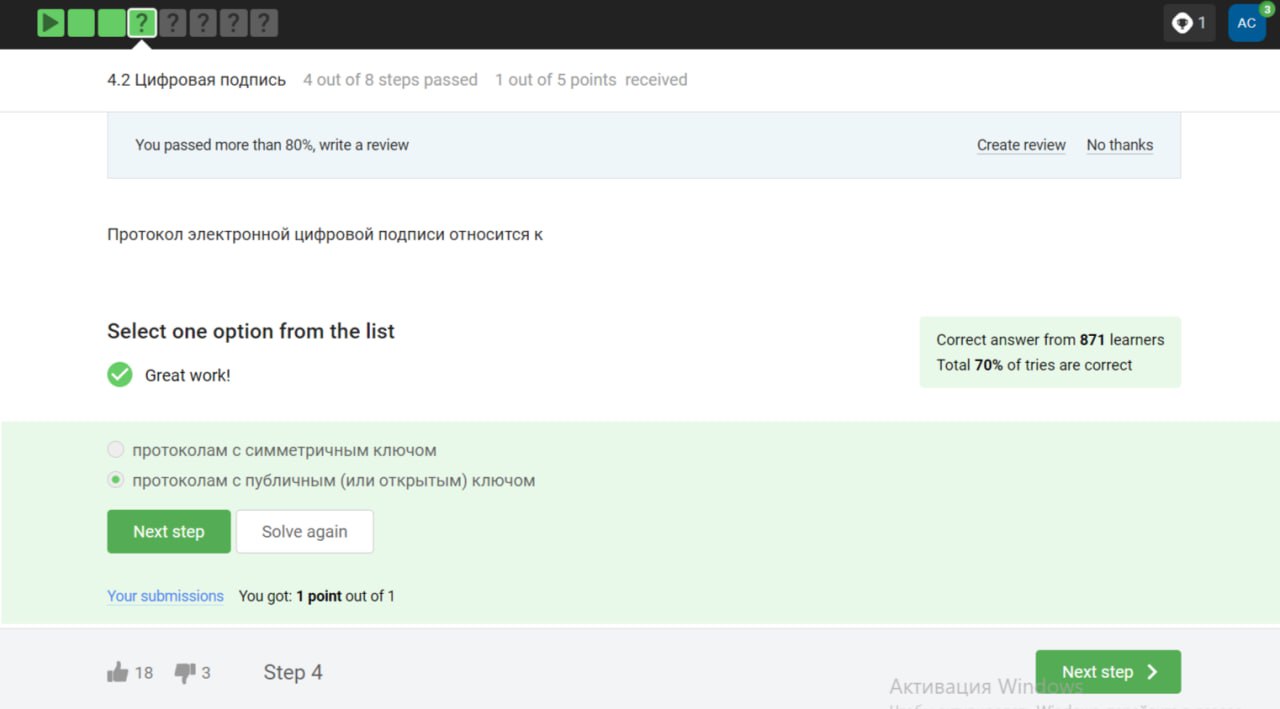 ? ? ? ? ?
1
AC
3
4.2 Цифровая подпись 4 out of 8 steps passed 1 out of 5 points received
You passed more than 80%, write a review Create review No thanks
Протокол электронной цифровой подписи относится к
Select one option from the list
Great work!
Correct answer from 871 learners
Total 70% of tries are correct
протоколам с симметричным ключом
протоколам с публичным (или открытым) ключом
Next step Solve again
Your submissions You got: 1 point out of 1
18 3 Step 4 Next step
Активация Windows